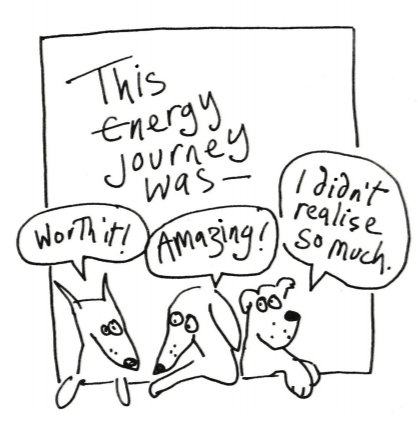 This
Energy
Journey
was—
Worth it!
Amazing!
I didn't
realise
so much.